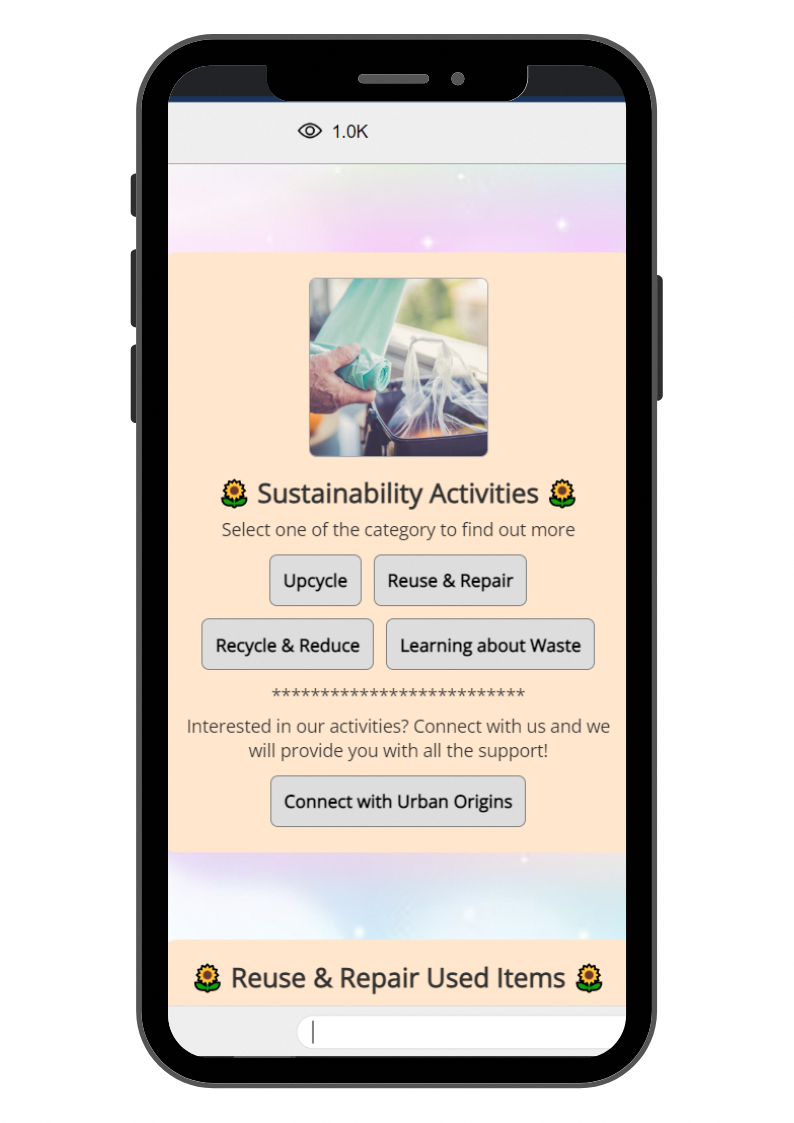 1.0K
🌻 Sustainability Activities 🌻
Select one of the category to find out more
Upcycle Reuse & Repair
Recycle & Reduce Learning about Waste
**************************
Interested in our activities? Connect with us and we
will provide you with all the support!
Connect with Urban Origins
🌻 Reuse & Repair Used Items 🌻